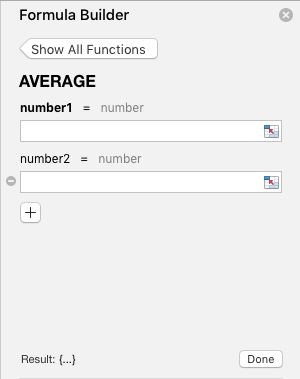 Formula Builder
Show All Functions
AVERAGE
number1 = number
number2 = number
Result: {...}
Done